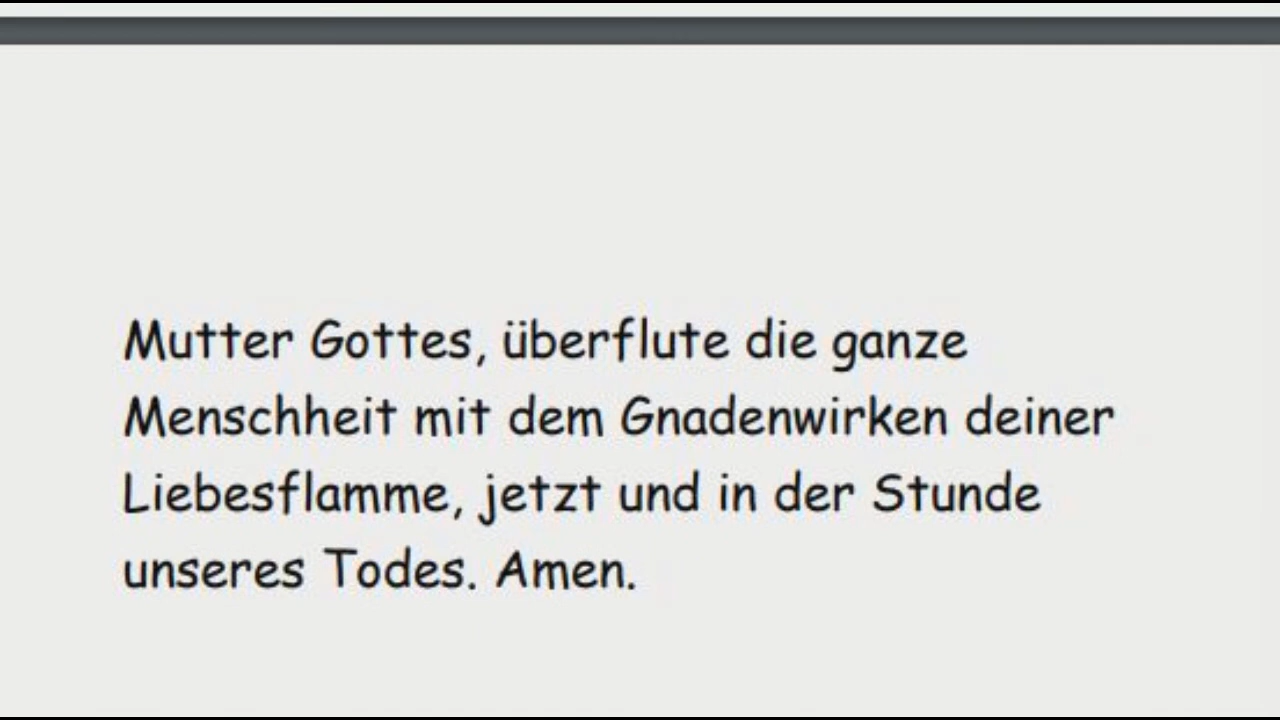 Mutter Gottes, überflute die ganze
Menschheit mit dem Gnadenwirken deiner
Liebesflamme, jetzt und in der Stunde
unseres Todes. Amen.